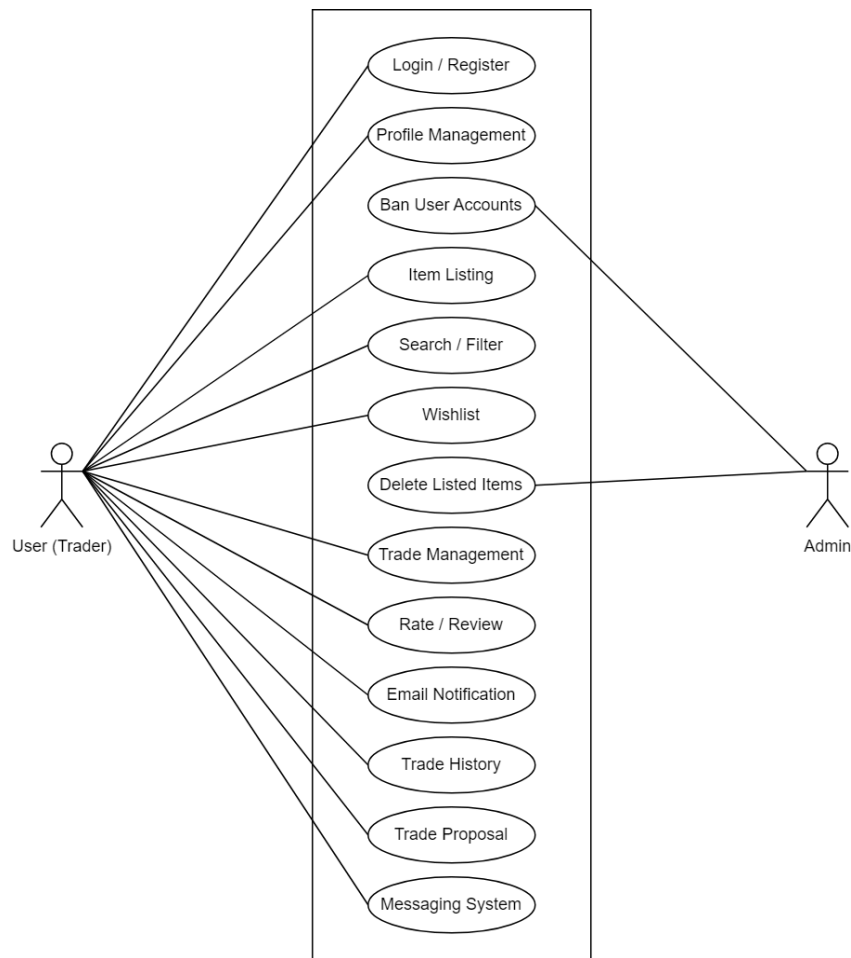 Login / Register
Profile Management
Ban User Accounts
Item Listing
Search / Filter
Wishlist
Delete Listed Items
User (Trader)
Admin
Trade Management
Rate / Review
Email Notification
Trade History
Trade Proposal
Messaging System